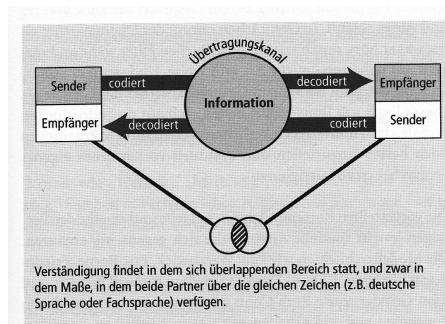 Übertragungskanal
Sender
codiert
decodiert
Empfänger
Information
Empfänger
decodiert
codiert
Sender
Verständigung findet in dem sich überlappenden Bereich statt, und zwar in
dem Maße, in dem beide Partner über die gleichen Zeichen (z.B. deutsche
Sprache oder Fachsprache) verfügen.